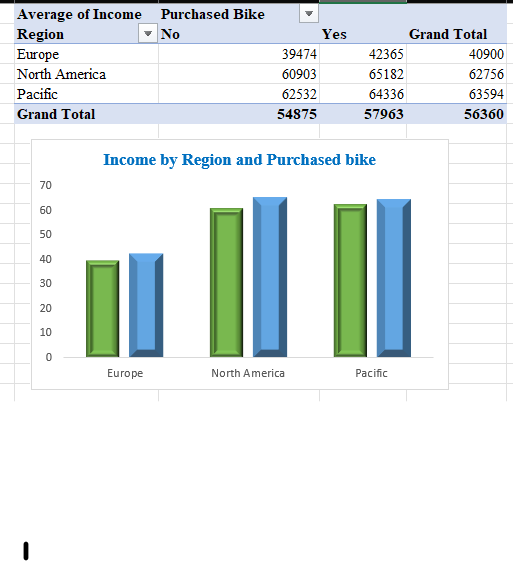 Average of Income Purchased Bike
Region No Yes Grand Total
Europe 39474 42365 40900
North America 60903 65182 62756
Pacific 62532 64336 63594
Grand Total 54875 57963 56360
Income by Region and Purchased bike
70
60
50
40
30
20
10
0
Europe North America Pacific